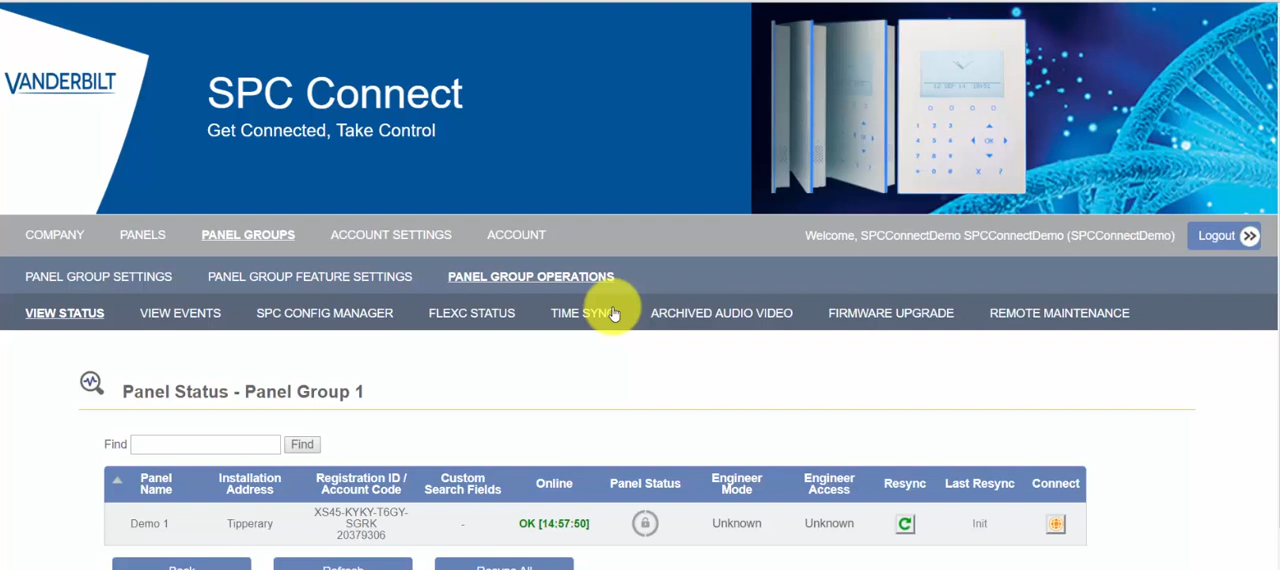 VANDERBILT
SPC Connect
Get Connected, Take Control
COMPANY PANELS PANEL GROUPS ACCOUNT SETTINGS ACCOUNT Welcome, SPCConnectDemo SPCConnectDemo (SPCConnectDemo) Logout
PANEL GROUP SETTINGS PANEL GROUP FEATURE SETTINGS PANEL GROUP OPERATIONS
VIEW STATUS VIEW EVENTS SPC CONFIG MANAGER FLEXC STATUS TIME SYNC ARCHIVED AUDIO VIDEO FIRMWARE UPGRADE REMOTE MAINTENANCE
Panel Status - Panel Group 1
Find Find
Panel Name Installation Address Registration ID / Account Code Custom Search Fields Online Panel Status Engineer Mode Engineer Access Resync Last Resync Connect
Demo 1 Tipperary XS45-KYKY-T6GY-SGRK 20379306 - OK [14:57:50] Unknown Unknown Init
Back Refresh Resync All